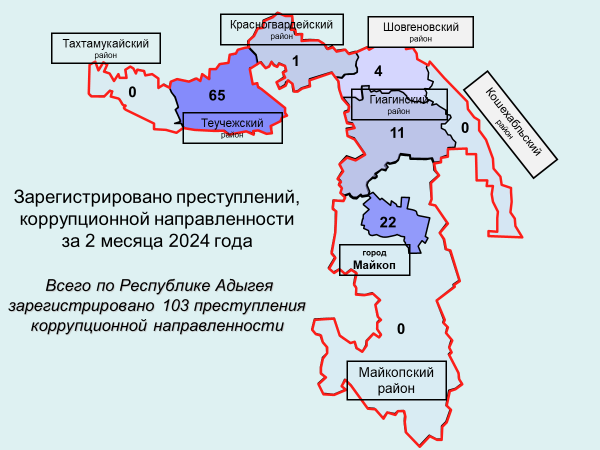 Красногвардейский
район
Шовгеновский
район
Тахтамукайский
район
1
4
0
65
Гиагинский
район
Кошехабльский
район
0
Теучежский
район
11
Зарегистрировано преступлений,
коррупционной направленности
за 2 месяца 2024 года
22
город
Майкоп
Всего по Республике Адыгея
зарегистрировано 103 преступления
коррупционной направленности
0
Майкопский
район